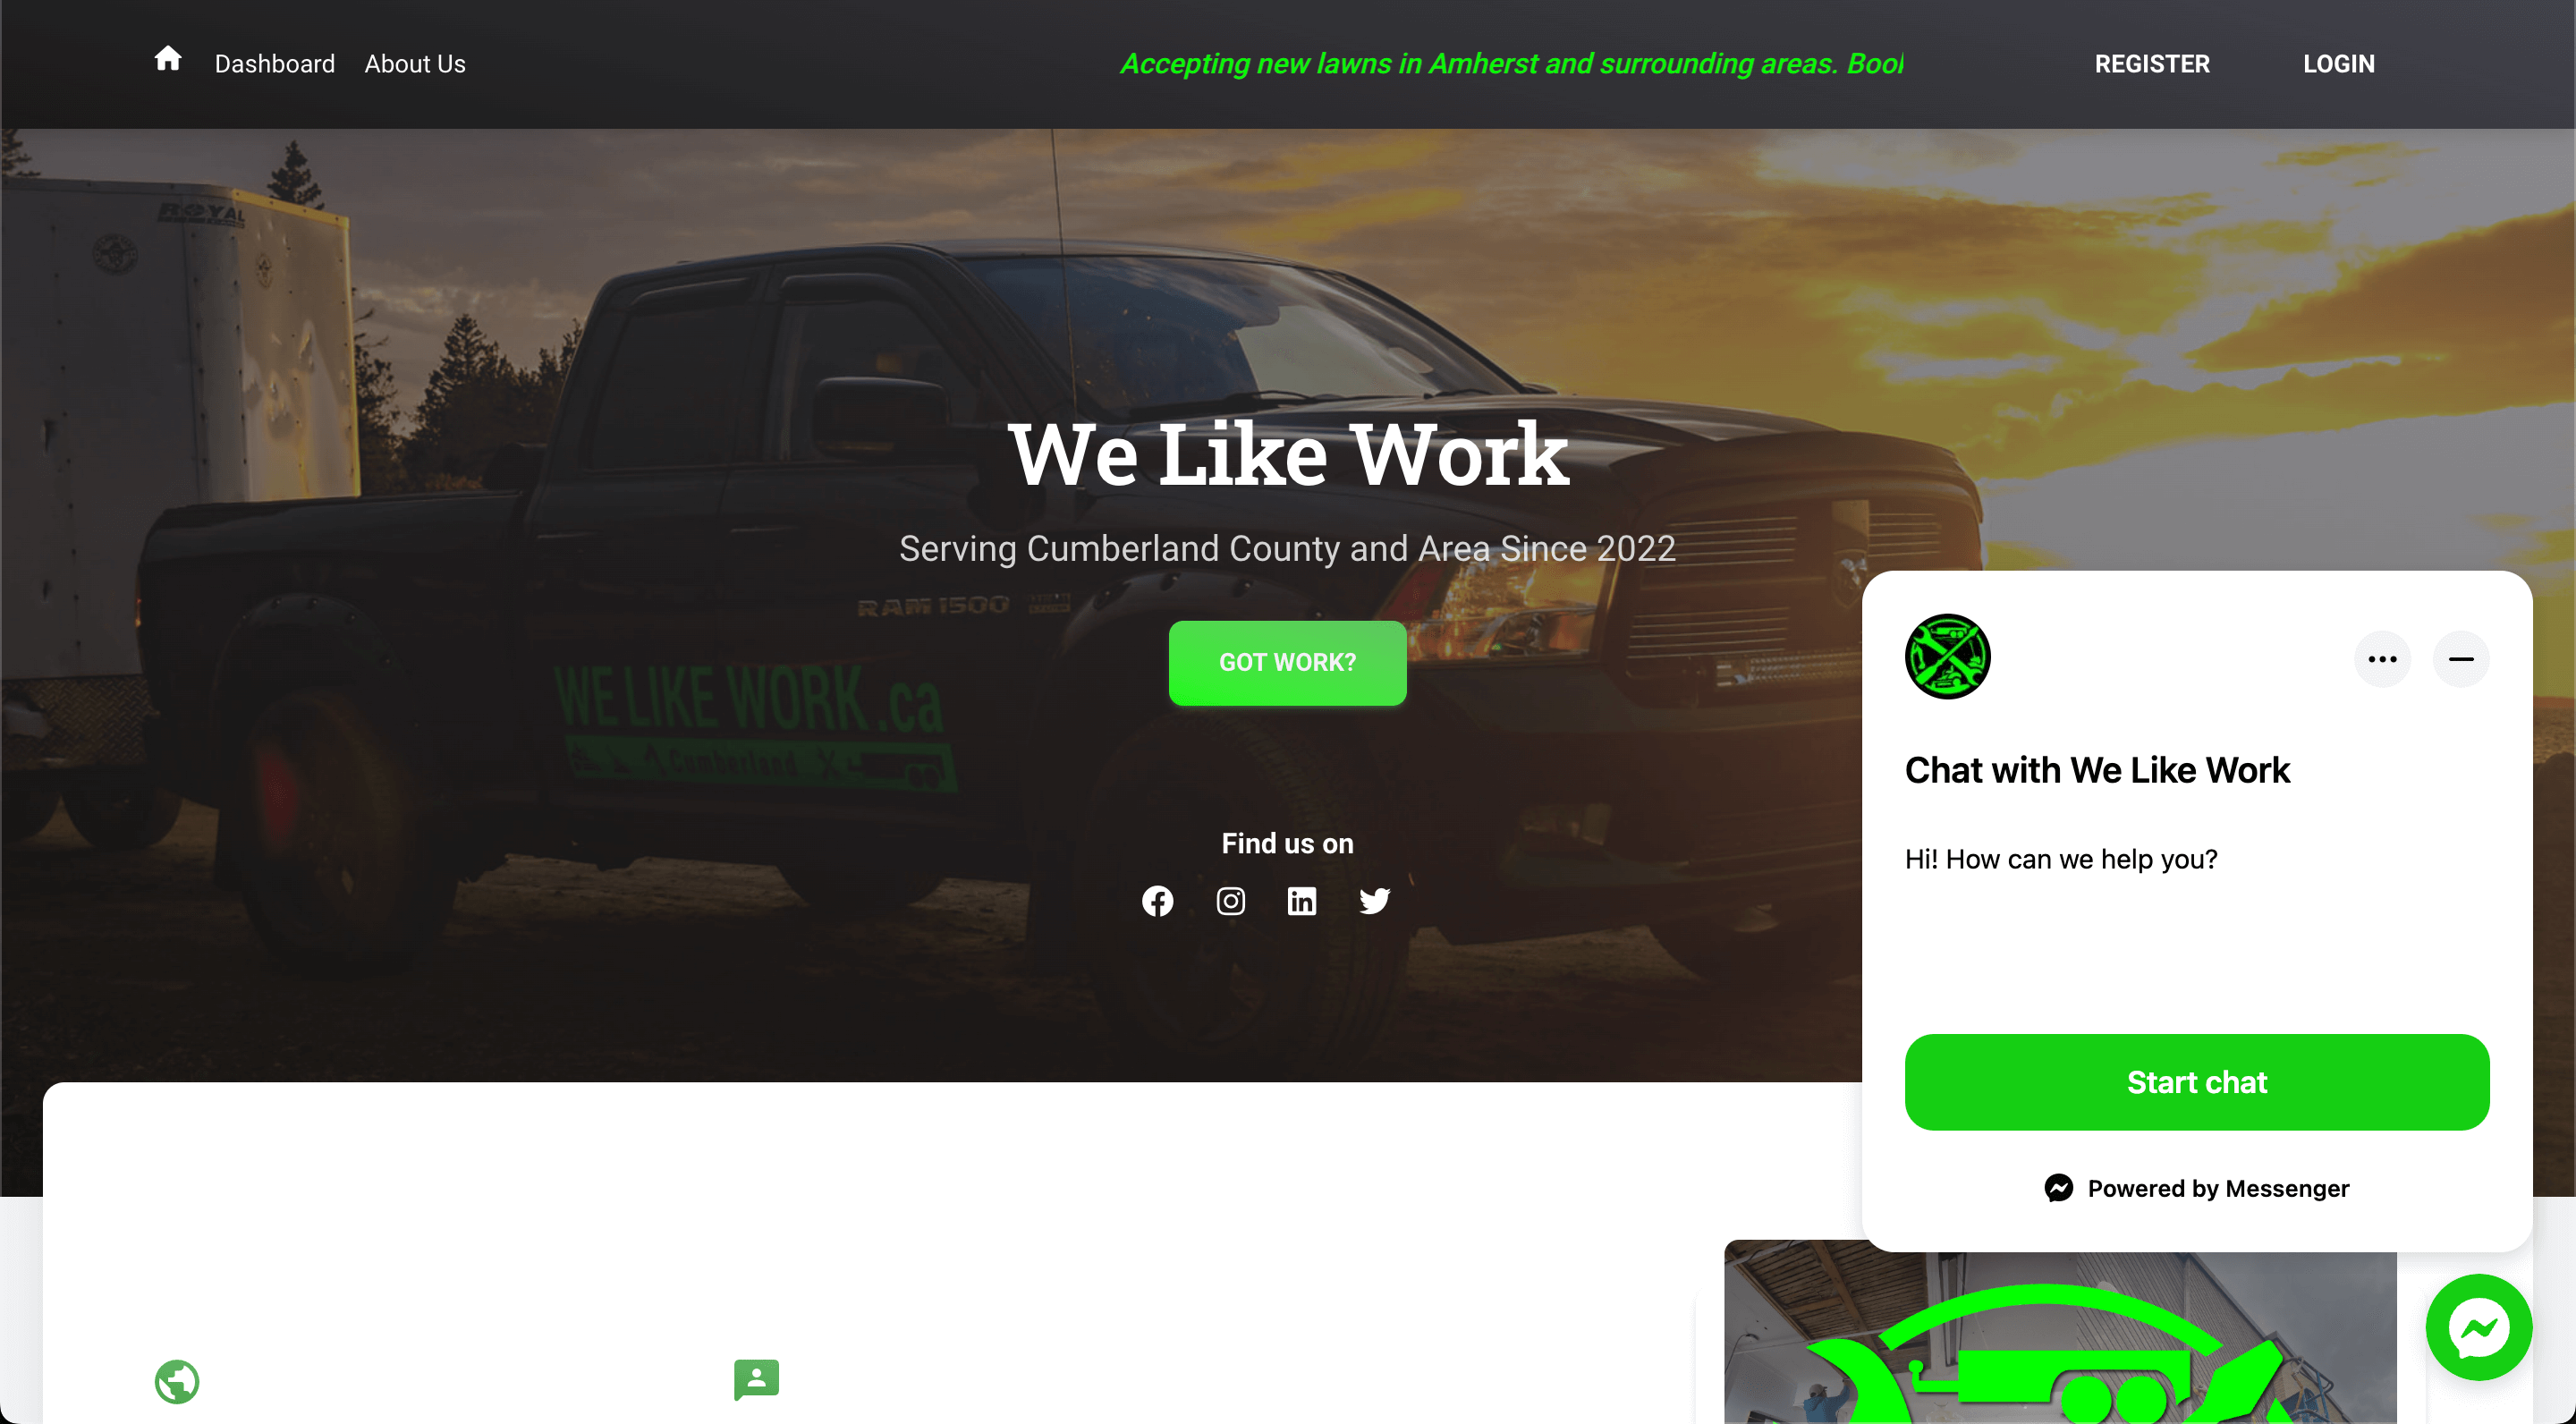 Dashboard
About Us
Accepting new lawns in Amherst and surrounding areas. Bool
REGISTER
LOGIN
ROYAL
We Like Work
Serving Cumberland County and Area Since 2022
RAM 1500
GOT WORK?
WE LIKE WORK.ca
Cumberland
Find us on
Chat with We Like Work
Hi! How can we help you?
Start chat
Powered by Messenger